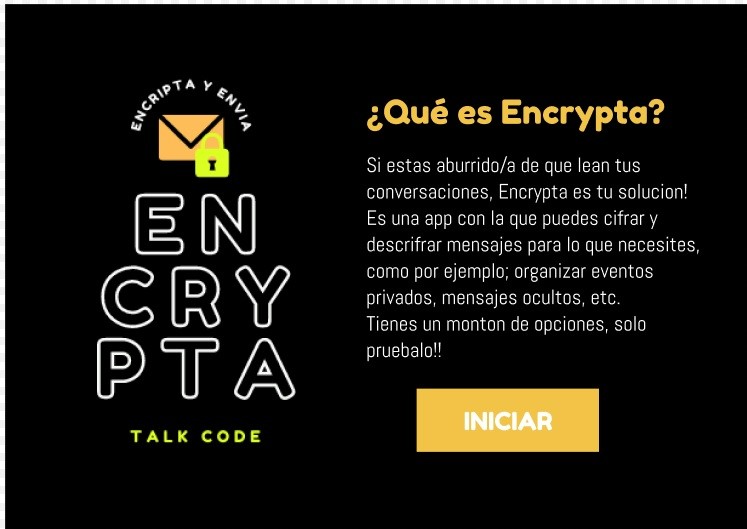 ENCRIPTA Y ENVIA
EN
CRY
PTA
TALK CODE
¿Qué es Encrypta?
Si estas aburrido/a de que lean tus
conversaciones, Encrypta es tu solucion!
Es una app con la que puedes cifrar y
descrifrar mensajes para lo que necesites,
como por ejemplo; organizar eventos
privados, mensajes ocultos, etc.
Tienes un monton de opciones, solo
pruebalo!!
INICIAR